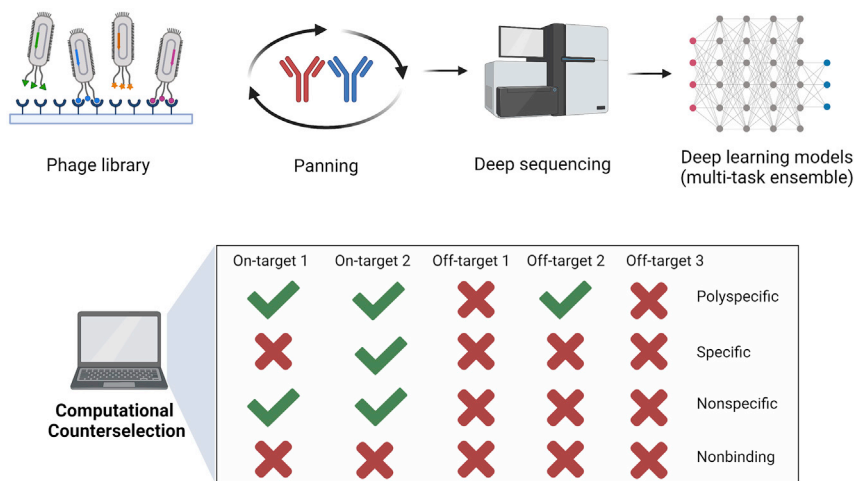 Phage library
Panning
Deep sequencing
Deep learning models
(multi-task ensemble)
On-target 1 On-target 2 Off-target 1 Off-target 2 Off-target 3
Polyspecific
Specific
Computational
Counterselection
Nonspecific
Nonbinding